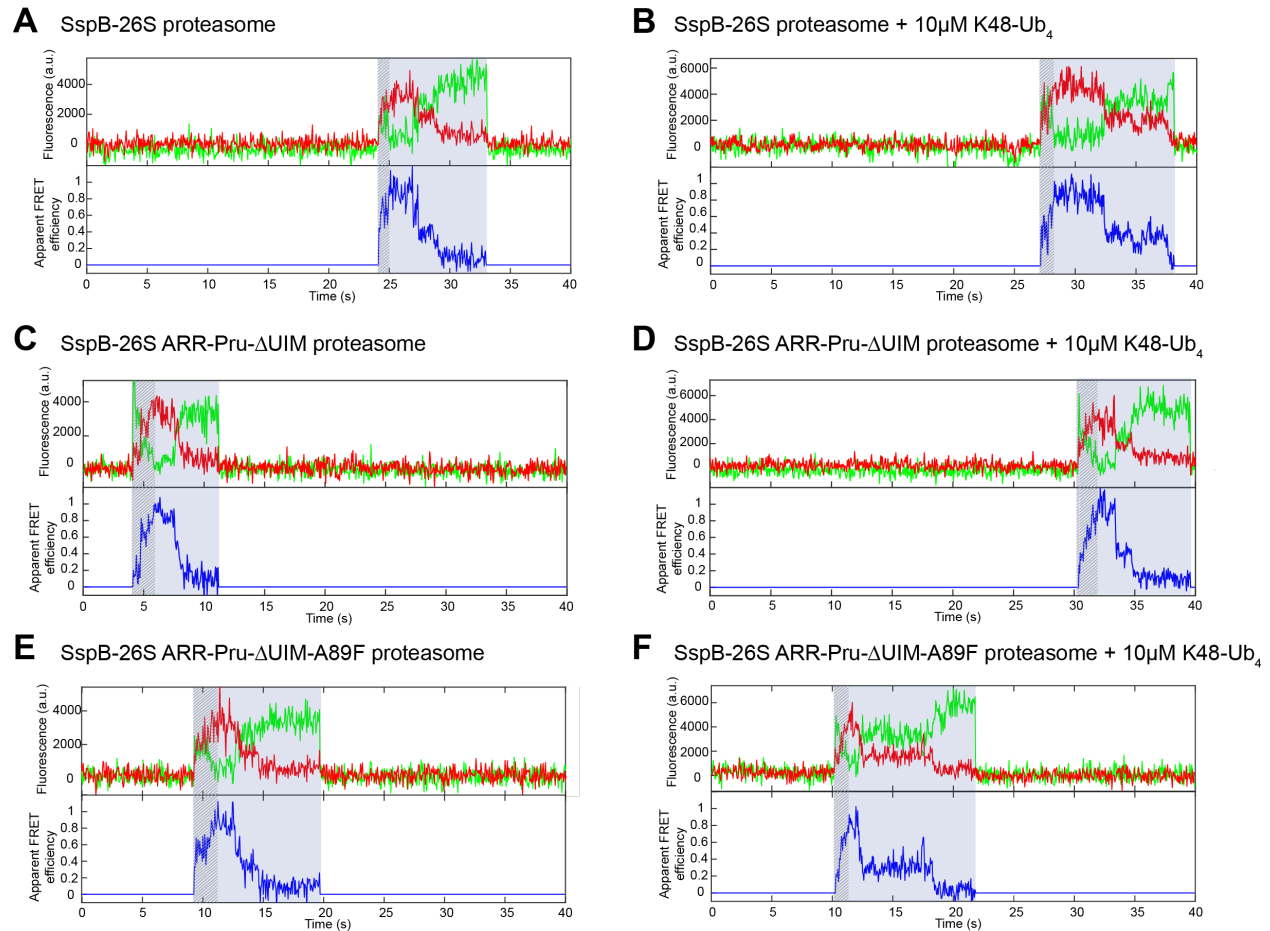 A SspB-26S proteasome
Fluorescence (a.u.)
4000
2000
0
Apparent FRET
efficiency
1
0.8
0.6
0.4
0.2
0
0 5 10 15 20 25 30 35 40
Time (s)
B SspB-26S proteasome + 10µM K48-Ub4
Fluorescence (a.u.)
6000
4000
2000
0
Apparent FRET
efficiency
1
0.8
0.6
0.4
0.2
0
0 5 10 15 20 25 30 35 40
Time (s)
C SspB-26S ARR-Pru-ΔUIM proteasome
Fluorescence (a.u.)
4000
2000
0
Apparent FRET
efficiency
1
0.8
0.6
0.4
0.2
0
0 5 10 15 20 25 30 35 40
Time (s)
D SspB-26S ARR-Pru-ΔUIM proteasome + 10µM K48-Ub4
Fluorescence (a.u.)
6000
4000
2000
0
Apparent FRET
efficiency
1
0.8
0.6
0.4
0.2
0
0 5 10 15 20 25 30 35 40
Time (s)
E SspB-26S ARR-Pru-ΔUIM-A89F proteasome
Fluorescence (a.u.)
4000
2000
0
Apparent FRET
efficiency
1
0.8
0.6
0.4
0.2
0
0 5 10 15 20 25 30 35 40
Time (s)
F SspB-26S ARR-Pru-ΔUIM-A89F proteasome + 10µM K48-Ub4
Fluorescence (a.u.)
6000
4000
2000
0
Apparent FRET
efficiency
1
0.8
0.6
0.4
0.2
0
0 5 10 15 20 25 30 35 40
Time (s)